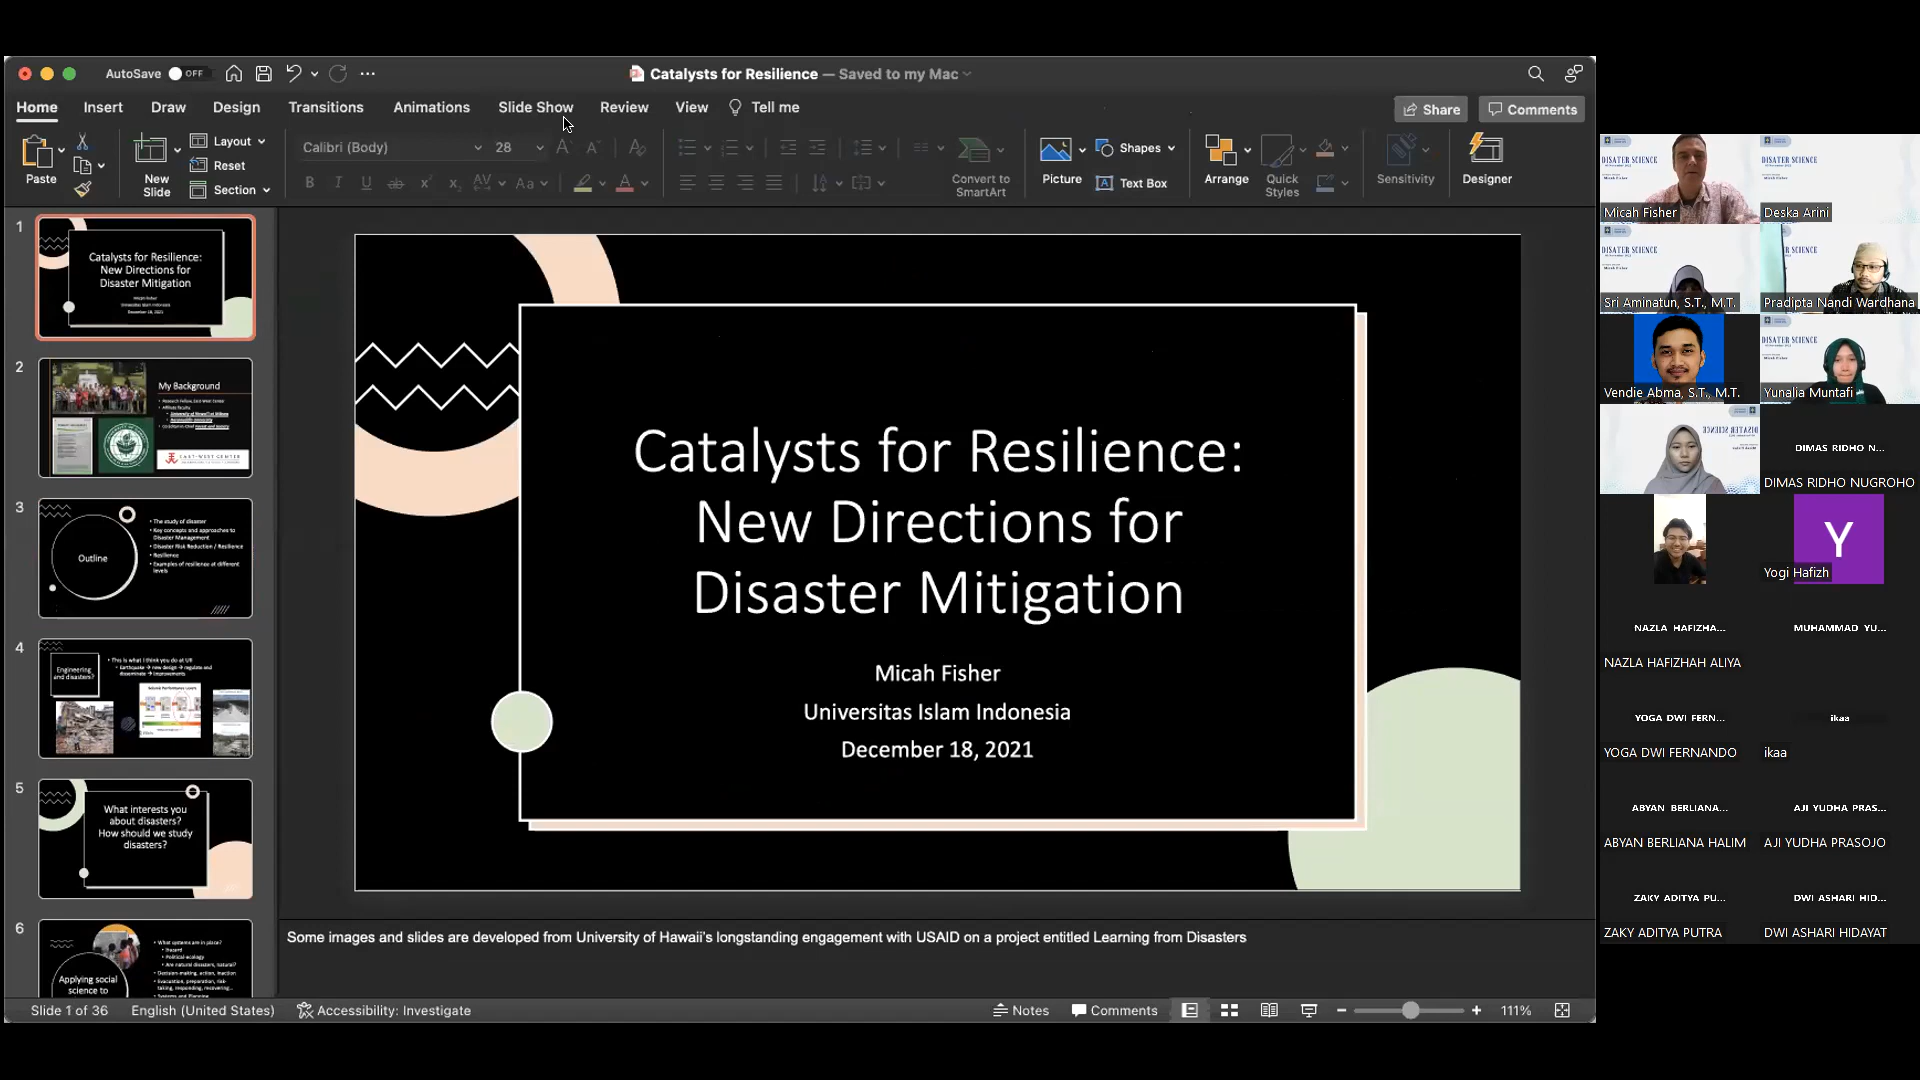 AutoSave OFF
Catalysts for Resilience — Saved to my Mac
Home Insert Draw Design Transitions Animations Slide Show Review View Tell me
Share Comments
Paste
New
Slide
Layout
Reset
Section
Calibri (Body) 28
Convert to
SmartArt
Picture
Shapes
Text Box
Arrange
Quick
Styles
Sensitivity
Designer
1
Catalysts for Resilience:
New Directions for
Disaster Mitigation
Micah Fisher
Universitas Islam Indonesia
December 18, 2021
2
My Background
EAST-WEST CENTER
3
Outline
The study of disaster
Key concepts and approaches to
Disaster Management
Disaster Risk Reduction / Resilience
Resilience
Examples of resilience at different
levels
4
Engineering
and disasters?
This is what I think you do at UII
Earthquake → new design → regulate and
disseminate → improvements
5
What interests you
about disasters?
How should we study
disasters?
6
Applying social
science to
What systems are in place?
Hazard
Political-ecology
Are natural disasters, natural?
Decision-making, action, inaction
Evacuation, preparation, risk-
taking, responding, recovering...
Catalysts for Resilience:
New Directions for
Disaster Mitigation
Micah Fisher
Universitas Islam Indonesia
December 18, 2021
Some images and slides are developed from University of Hawaii's longstanding engagement with USAID on a project entitled Learning from Disasters
Slide 1 of 36 English (United States) Accessibility: Investigate Notes Comments 111%
Micah Fisher
Deska Arini
Sri Aminatun, S.T., M.T.
Pradipta Nandi Wardhana
Vendie Abma, S.T., M.T.
Yunalia Muntafi
DIMAS RIDHO N...
DIMAS RIDHO NUGROHO
Y
Yogi Hafizh
NAZLA HAFIZHA...
NAZLA HAFIZHAH ALIYA
MUHAMMAD YU...
YOGA DWI FERN...
YOGA DWI FERNANDO
ikaa
ikaa
ABYAN BERLIANA...
ABYAN BERLIANA HALIM
AJI YUDHA PRAS...
AJI YUDHA PRASOJO
ZAKY ADITYA PU...
ZAKY ADITYA PUTRA
DWI ASHARI HID...
DWI ASHARI HIDAYAT